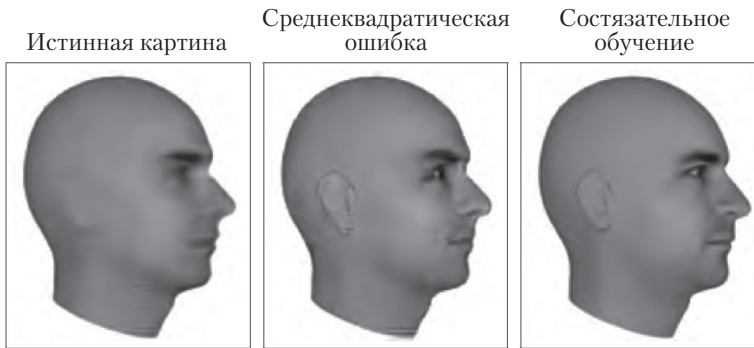 Истинная картина
Среднеквадратическая
ошибка
Состязательное
обучение